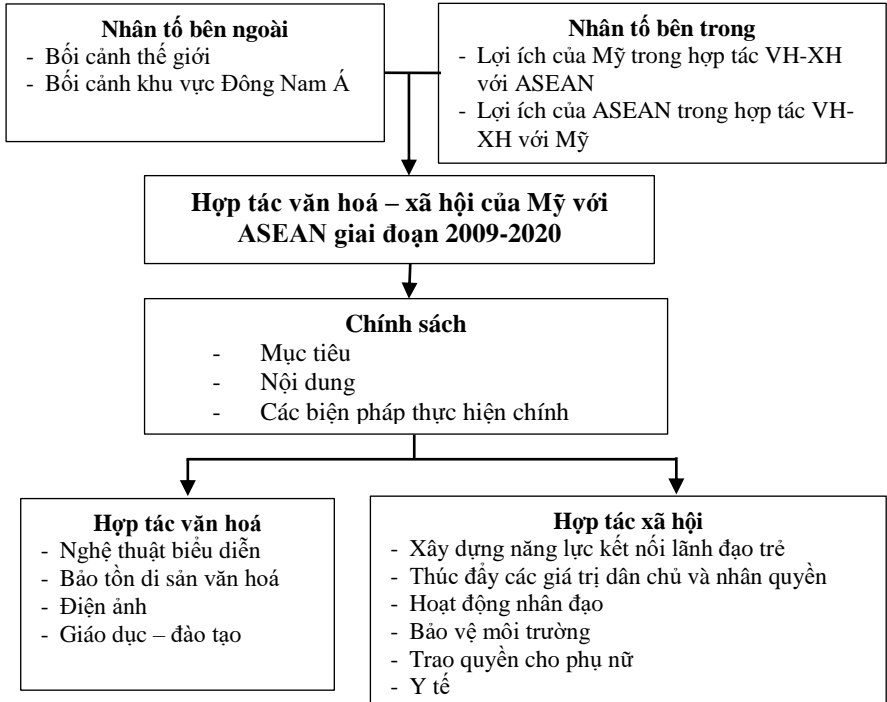 Nhân tố bên ngoài
- Bối cảnh thế giới
- Bối cảnh khu vực Đông Nam Á
Nhân tố bên trong
- Lợi ích của Mỹ trong hợp tác VH-XH
với ASEAN
- Lợi ích của ASEAN trong hợp tác VH-
XH với Mỹ
Hợp tác văn hoá – xã hội của Mỹ với
ASEAN giai đoạn 2009-2020
Chính sách
- Mục tiêu
- Nội dung
- Các biện pháp thực hiện chính
Hợp tác văn hoá
- Nghệ thuật biểu diễn
- Bảo tồn di sản văn hoá
- Điện ảnh
- Giáo dục – đào tạo
Hợp tác xã hội
- Xây dựng năng lực kết nối lãnh đạo trẻ
- Thúc đẩy các giá trị dân chủ và nhân quyền
- Hoạt động nhân đạo
- Bảo vệ môi trường
- Trao quyền cho phụ nữ
- Y tế